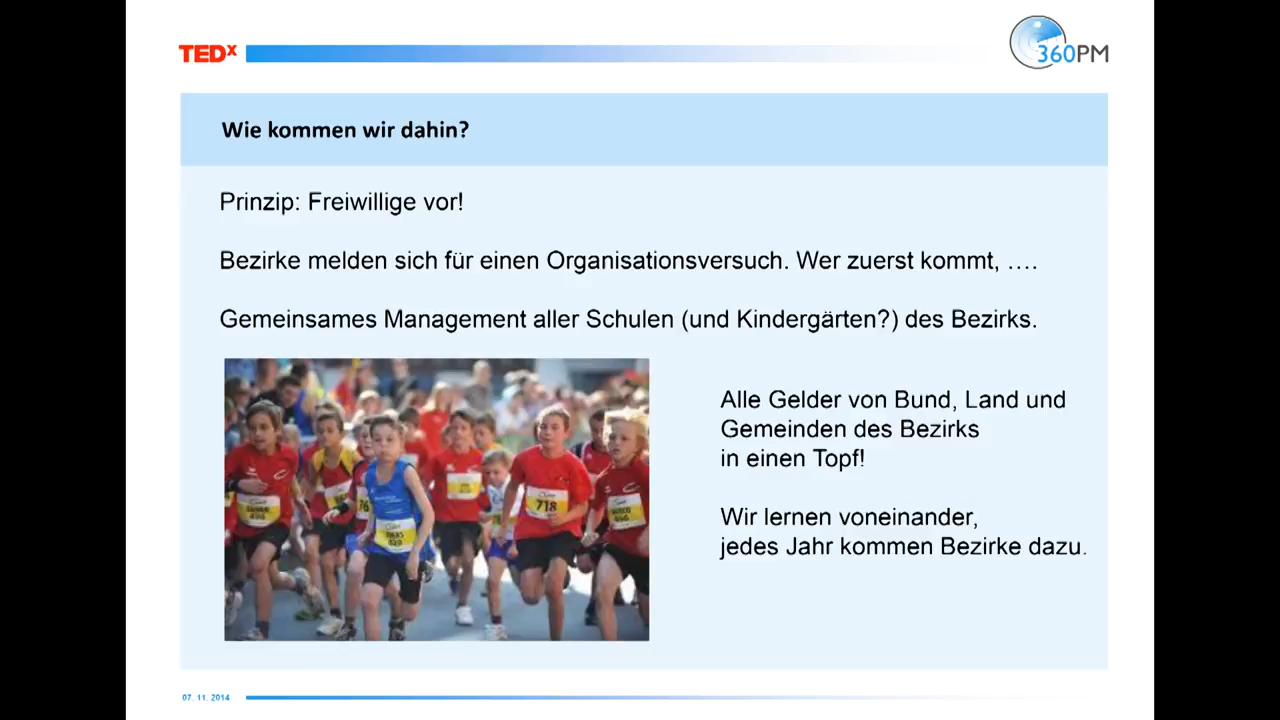 TEDx
360PM
Wie kommen wir dahin?
Prinzip: Freiwillige vor!
Bezirke melden sich für einen Organisationsversuch. Wer zuerst kommt, ….
Gemeinsames Management aller Schulen (und Kindergärten?) des Bezirks.
718
Alle Gelder von Bund, Land und
Gemeinden des Bezirks
in einen Topf!
Wir lernen voneinander,
jedes Jahr kommen Bezirke dazu.
07. 11. 2014